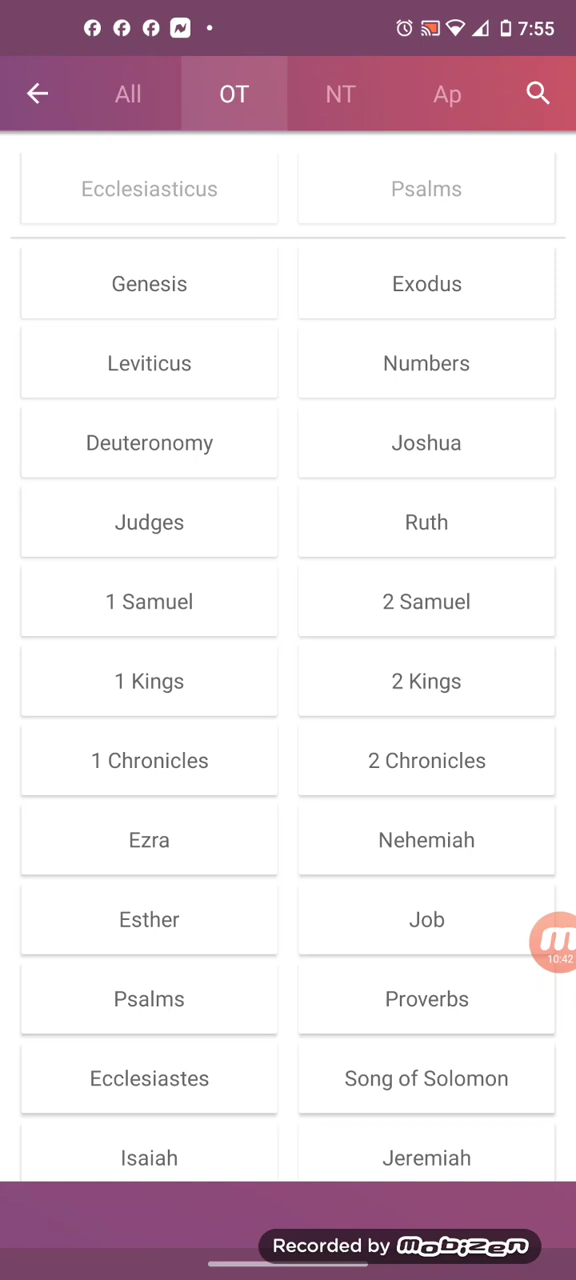 7:55
All OT NT Ap
Ecclesiasticus Psalms
Genesis Exodus
Leviticus Numbers
Deuteronomy Joshua
Judges Ruth
1 Samuel 2 Samuel
1 Kings 2 Kings
1 Chronicles 2 Chronicles
Ezra Nehemiah
Esther Job
10:42
Psalms Proverbs
Ecclesiastes Song of Solomon
Isaiah Jeremiah
Recorded by mobizen